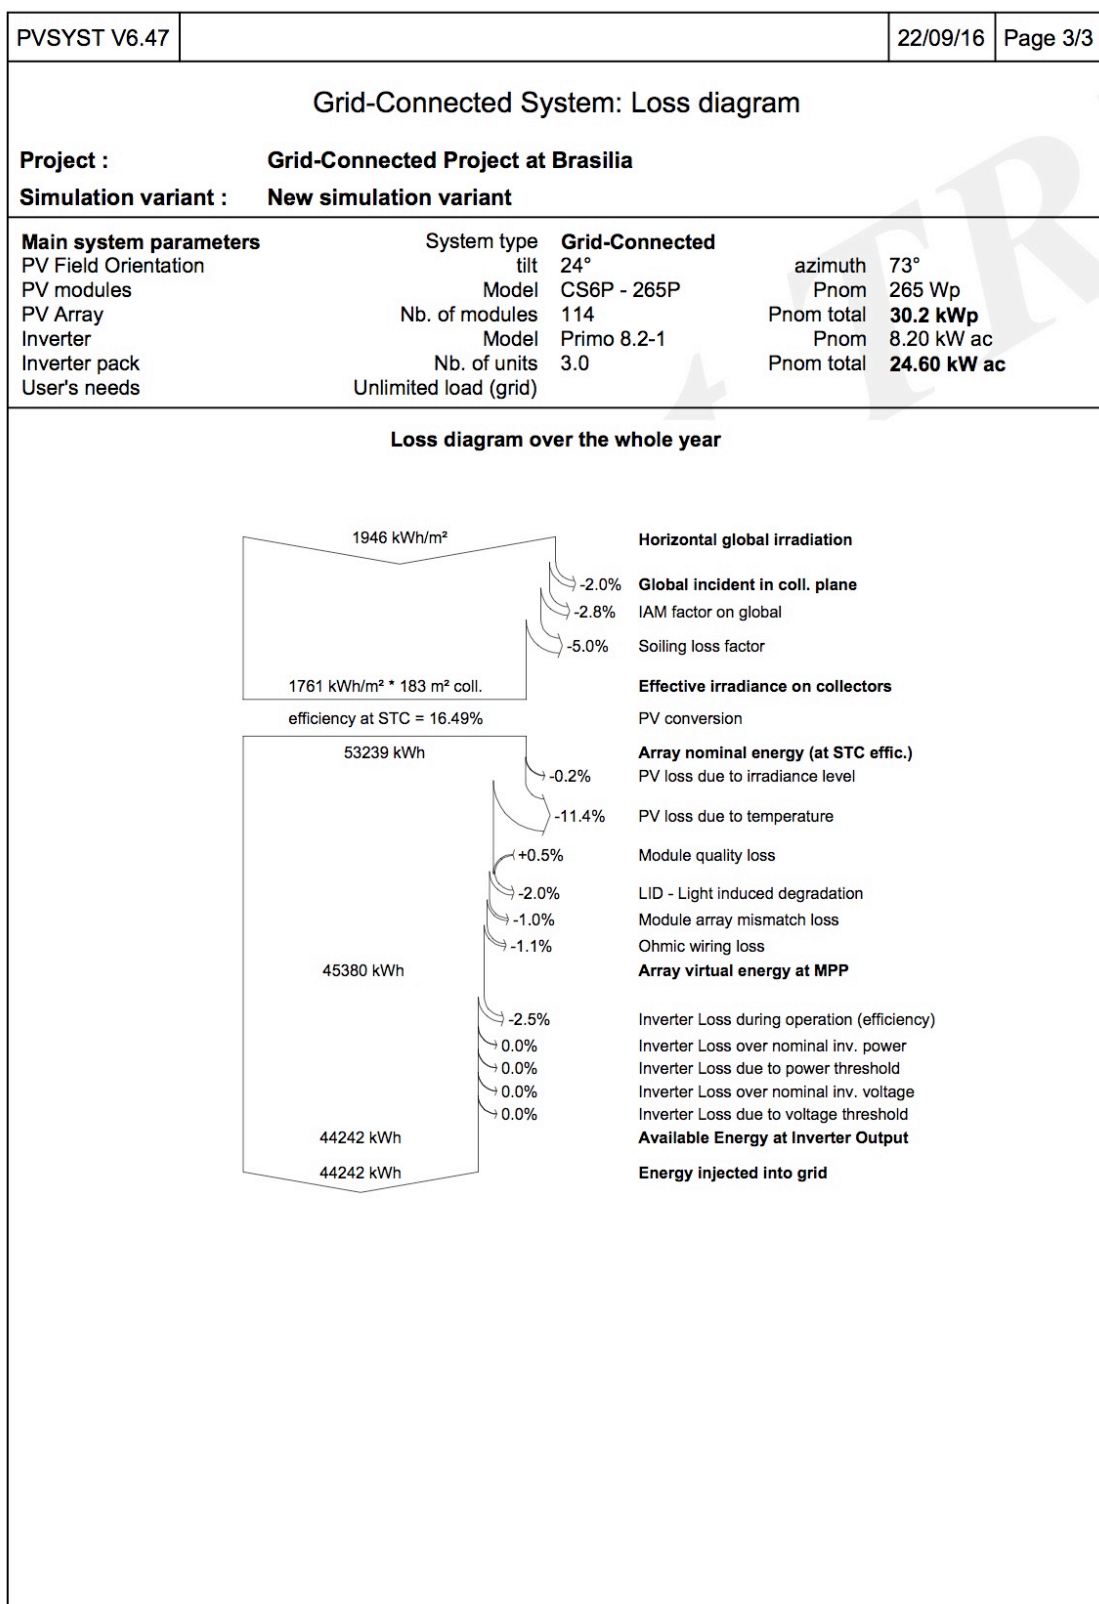 PVSYST V6.47 22/09/16 Page 3/3
Grid-Connected System: Loss diagram
Project : Grid-Connected Project at Brasilia
Simulation variant : New simulation variant
Main system parameters System type Grid-Connected
PV Field Orientation tilt 24° azimuth 73°
PV modules Model CS6P - 265P Pnom 265 Wp
PV Array Nb. of modules 114 Pnom total 30.2 kWp
Inverter Model Primo 8.2-1 Pnom 8.20 kW ac
Inverter pack Nb. of units 3.0 Pnom total 24.60 kW ac
User's needs Unlimited load (grid)
Loss diagram over the whole year
1946 kWh/m² Horizontal global irradiation
-2.0% Global incident in coll. plane
-2.8% IAM factor on global
-5.0% Soiling loss factor
1761 kWh/m² * 183 m² coll. Effective irradiance on collectors
efficiency at STC = 16.49% PV conversion
53239 kWh Array nominal energy (at STC effic.)
-0.2% PV loss due to irradiance level
-11.4% PV loss due to temperature
+0.5% Module quality loss
-2.0% LID - Light induced degradation
-1.0% Module array mismatch loss
-1.1% Ohmic wiring loss
45380 kWh Array virtual energy at MPP
-2.5% Inverter Loss during operation (efficiency)
0.0% Inverter Loss over nominal inv. power
0.0% Inverter Loss due to power threshold
0.0% Inverter Loss over nominal inv. voltage
0.0% Inverter Loss due to voltage threshold
44242 kWh Available Energy at Inverter Output
44242 kWh Energy injected into grid